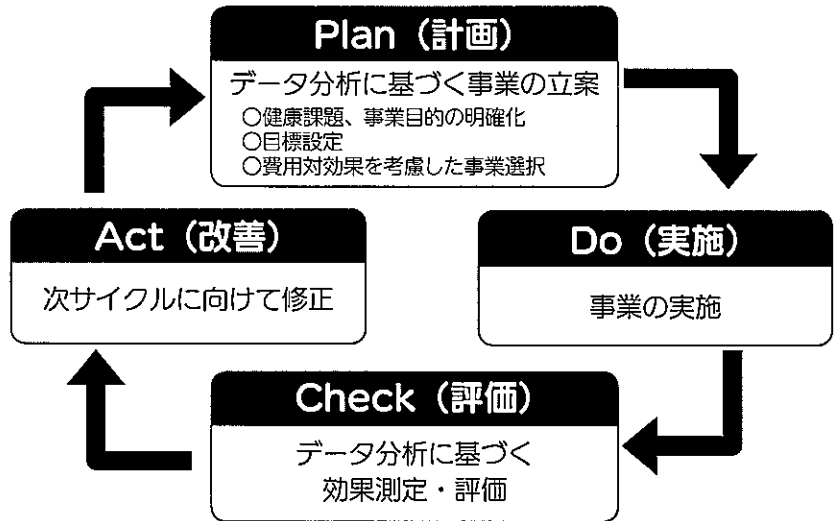 Plan（計画）
データ分析に基づく事業の立案
○健康課題、事業目的の明確化
○目標設定
○費用対効果を考慮した事業選択
Act（改善）
次サイクルに向けて修正
Do（実施）
事業の実施
Check（評価）
データ分析に基づく
効果測定・評価